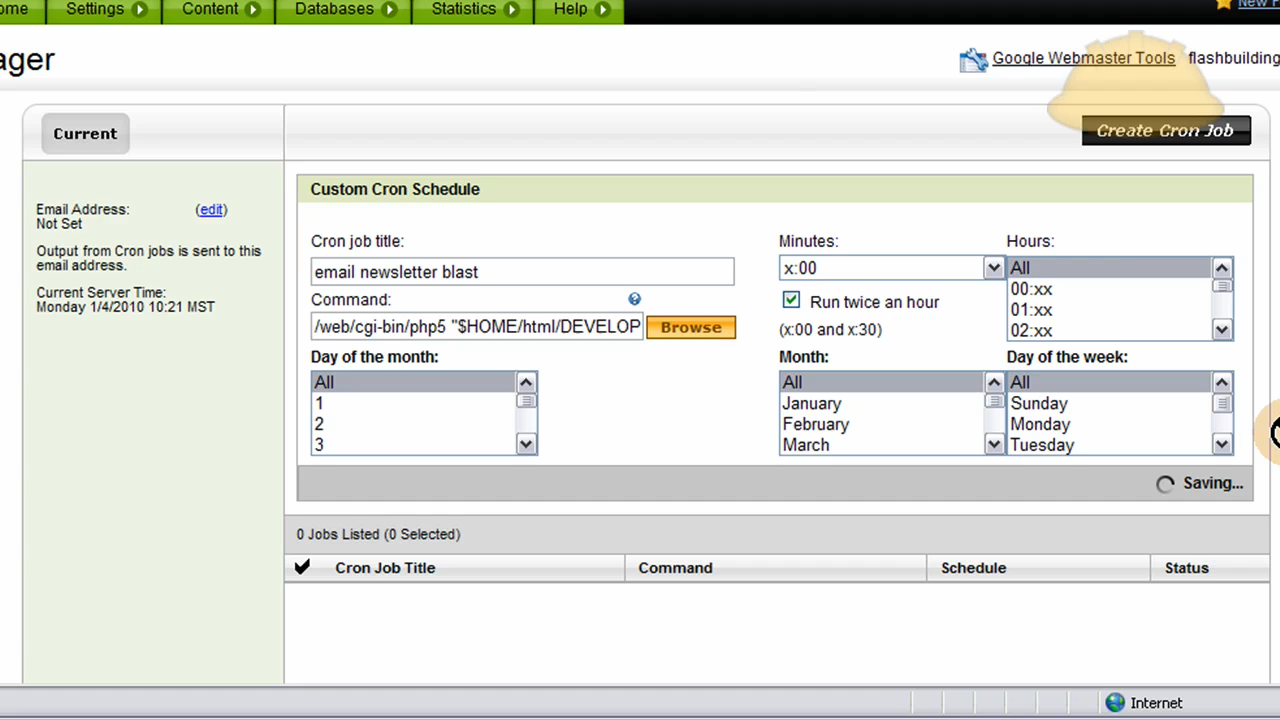 ome Settings Content Databases Statistics Help
ager
Google Webmaster Tools flashbuilding
Current
Create Cron Job
Custom Cron Schedule
Email Address: (edit)
Not Set
Output from Cron jobs is sent to this
email address.
Current Server Time:
Monday 1/4/2010 10:21 MST
Cron job title:
email newsletter blast
Command:
/web/cgi-bin/php5 "$HOME/html/DEVELOP Browse
Day of the month:
All
1
2
3
Minutes:
x:00
Run twice an hour
(x:00 and x:30)
Hours:
All
00:xx
01:xx
02:xx
Month:
All
January
February
March
Day of the week:
All
Sunday
Monday
Tuesday
Saving...
0 Jobs Listed (0 Selected)
Cron Job Title Command Schedule Status
Internet